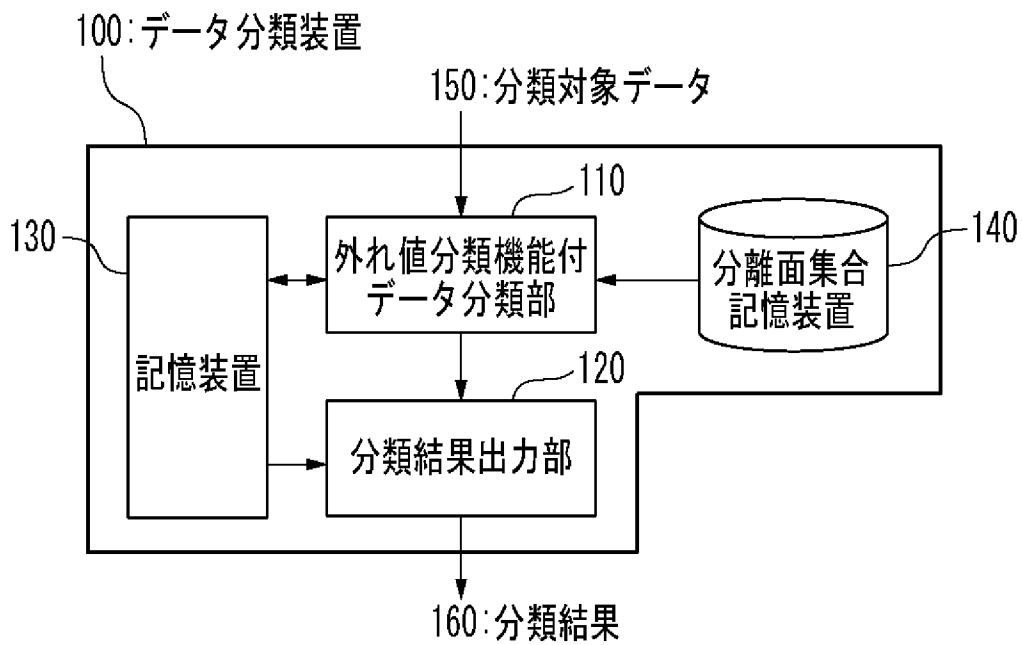 100:データ分類装置
150:分類対象データ
110
130
外れ値分類機能付
データ分類部
分離面集合
記憶装置
140
記憶装置
120
分類結果出力部
160:分類結果